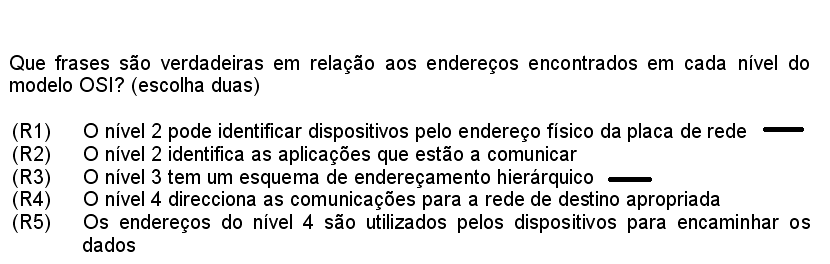 Que frases são verdadeiras em relação aos endereços encontrados em cada nível do
modelo OSI? (escolha duas)
(R1) O nível 2 pode identificar dispositivos pelo endereço físico da placa de rede
(R2) O nível 2 identifica as aplicações que estão a comunicar
(R3) O nível 3 tem um esquema de endereçamento hierárquico
(R4) O nível 4 direcciona as comunicações para a rede de destino apropriada
(R5) Os endereços do nível 4 são utilizados pelos dispositivos para encaminhar os
dados